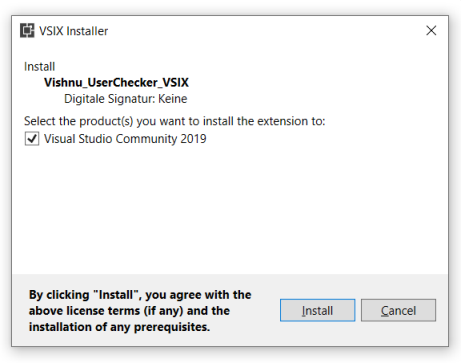 VSIX Installer
Install
Vishnu_UserChecker_VSIX
Digitale Signatur: Keine
Select the product(s) you want to install the extension to:
Visual Studio Community 2019
By clicking "Install", you agree with the
above license terms (if any) and the
installation of any prerequisites.
Install
Cancel